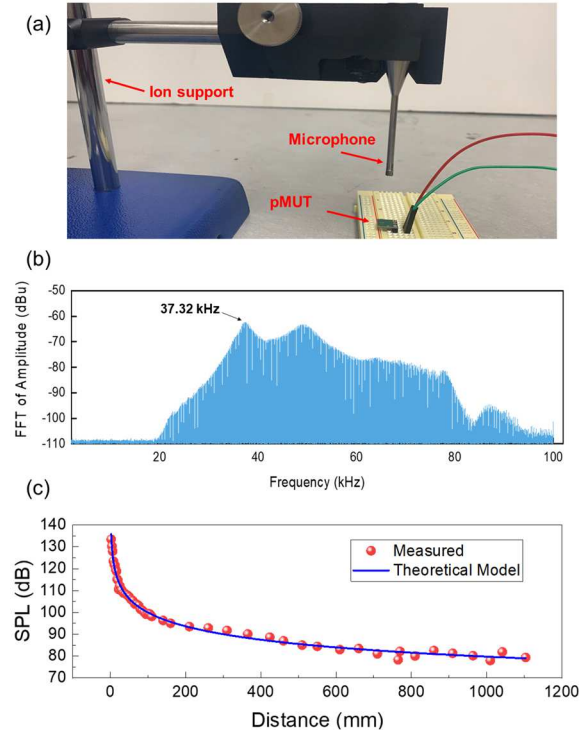 (a)
Ion support
Microphone
pMUT
(b)
-50
37.32 kHz
-60
-70
-80
-90
-100
-110
FFT of Amplitude (dBu)
20
40
60
80
100
Frequency (kHz)
(c)
140
130
120
110
100
90
80
70
SPL (dB)
Measured
Theoretical Model
0
200
400
600
800
1000
1200
Distance (mm)